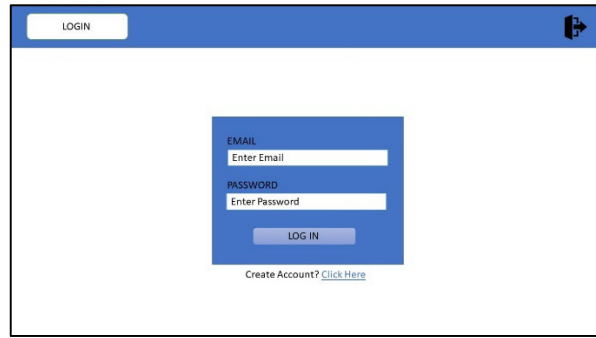 LOGIN
EMAIL
Enter Email
PASSWORD
Enter Password
LOG IN
Create Account? Click Here